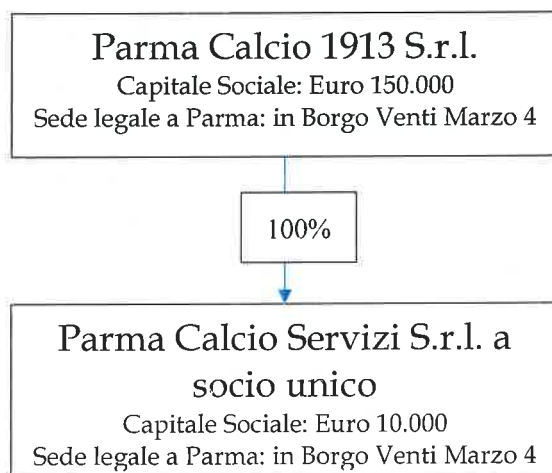 Parma Calcio 1913 S.r.l.
Capitale Sociale: Euro 150.000
Sede legale a Parma: in Borgo Venti Marzo 4
100%
Parma Calcio Servizi S.r.l. a
socio unico
Capitale Sociale: Euro 10.000
Sede legale a Parma: in Borgo Venti Marzo 4